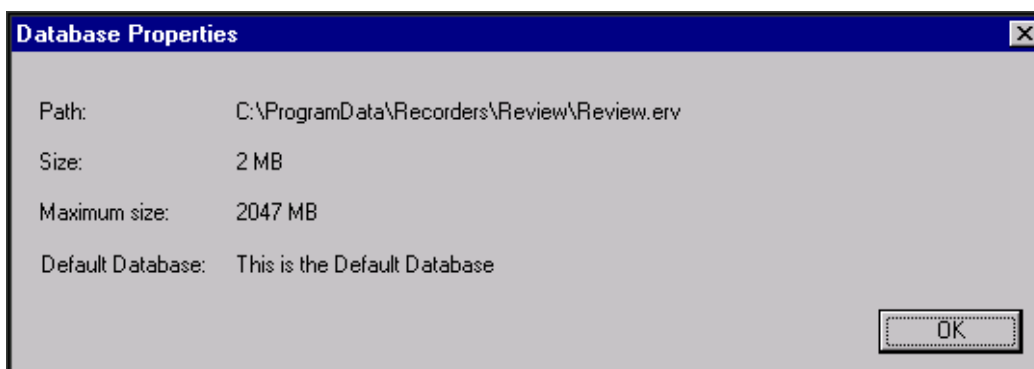 Database Properties
Path: C:\ProgramData\Recorders\Review\Review.erv
Size: 2 MB
Maximum size: 2047 MB
Default Database: This is the Default Database
OK